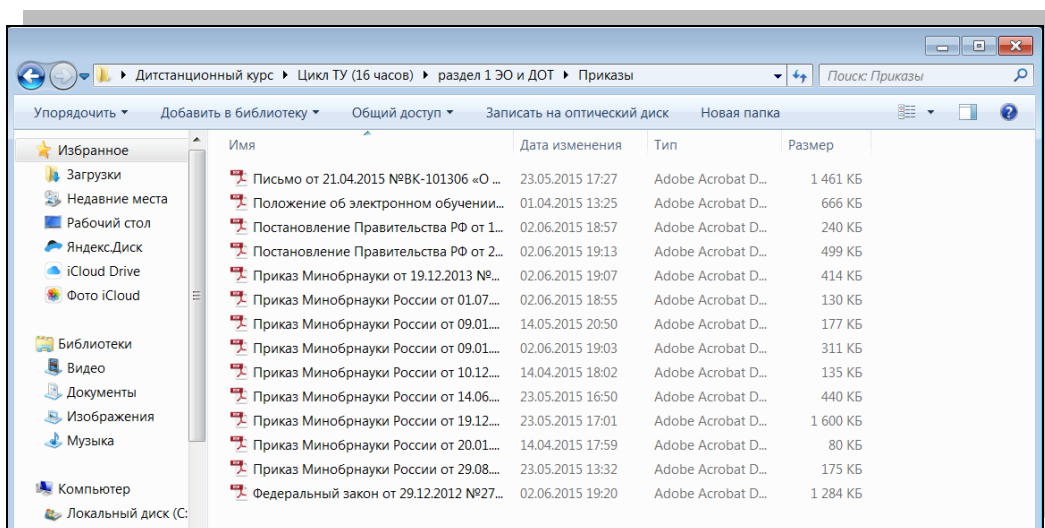 Дитстанционный курс ▸ Цикл ТУ (16 часов) ▸ раздел 1 ЭО и ДОТ ▸ Приказы
Поиск: Приказы
Упорядочить Добавить в библиотеку Общий доступ Записать на оптический диск Новая папка
Имя Дата изменения Тип Размер
Избранное
Загрузки
Недавние места
Рабочий стол
Яндекс.Диск
iCloud Drive
Фото iCloud
Библиотеки
Видео
Документы
Изображения
Музыка
Компьютер
Локальный диск (C:
Письмо от 21.04.2015 №ВК-101306 «О ... 23.05.2015 17:27 Adobe Acrobat D... 1 461 КБ
Положение об электронном обучении... 01.04.2015 13:25 Adobe Acrobat D... 666 КБ
Постановление Правительства РФ от 1... 02.06.2015 18:57 Adobe Acrobat D... 240 КБ
Постановление Правительства РФ от 2... 02.06.2015 19:13 Adobe Acrobat D... 499 КБ
Приказ Минобрнауки от 19.12.2013 №... 02.06.2015 19:07 Adobe Acrobat D... 414 КБ
Приказ Минобрнауки России от 01.07.... 02.06.2015 18:55 Adobe Acrobat D... 130 КБ
Приказ Минобрнауки России от 09.01.... 14.05.2015 20:50 Adobe Acrobat D... 177 КБ
Приказ Минобрнауки России от 09.01.... 02.06.2015 19:03 Adobe Acrobat D... 311 КБ
Приказ Минобрнауки России от 10.12.... 14.04.2015 18:02 Adobe Acrobat D... 135 КБ
Приказ Минобрнауки России от 14.06.... 23.05.2015 16:50 Adobe Acrobat D... 440 КБ
Приказ Минобрнауки России от 19.12.... 23.05.2015 17:01 Adobe Acrobat D... 1 600 КБ
Приказ Минобрнауки России от 20.01.... 14.04.2015 17:59 Adobe Acrobat D... 80 КБ
Приказ Минобрнауки России от 29.08.... 23.05.2015 13:32 Adobe Acrobat D... 175 КБ
Федеральный закон от 29.12.2012 №27... 02.06.2015 19:20 Adobe Acrobat D... 1 284 КБ